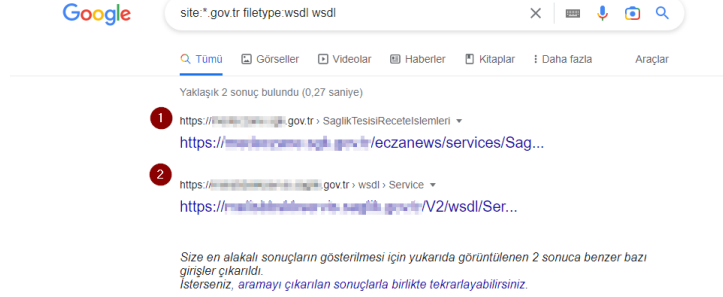 Google
site:*.gov.tr filetype:wsdl wsdl
Tümü Görseller Videolar Haberler Kitaplar Daha fazla Araçlar
Yaklaşık 2 sonuç bulundu (0,27 saniye)
1 https:// .gov.tr › SaglikTesisiReceteIslemleri
https:// /eczanews/services/Sag...
2 https:// .gov.tr › wsdl › Service
https:// /V2/wsdl/Ser...
Size en alakalı sonuçların gösterilmesi için yukarıda görüntülenen 2 sonuca benzer bazı
girişler çıkarıldı.
İsterseniz, aramayı çıkarılan sonuçlarla birlikte tekrarlayabilirsiniz.